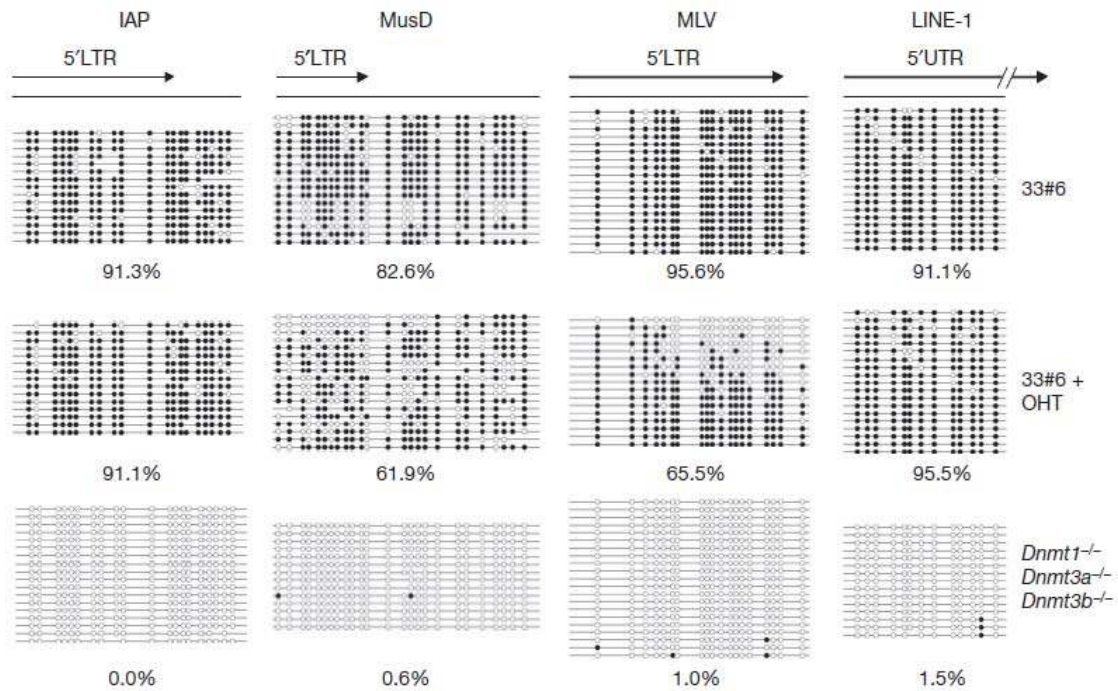 IAP MusD MLV LINE-1
5′LTR 5′LTR 5′LTR 5′UTR
33#6
91.3% 82.6% 95.6% 91.1%
33#6 +
OHT
91.1% 61.9% 65.5% 95.5%
Dnmt1–/–
Dnmt3a–/–
Dnmt3b–/–
0.0% 0.6% 1.0% 1.5%